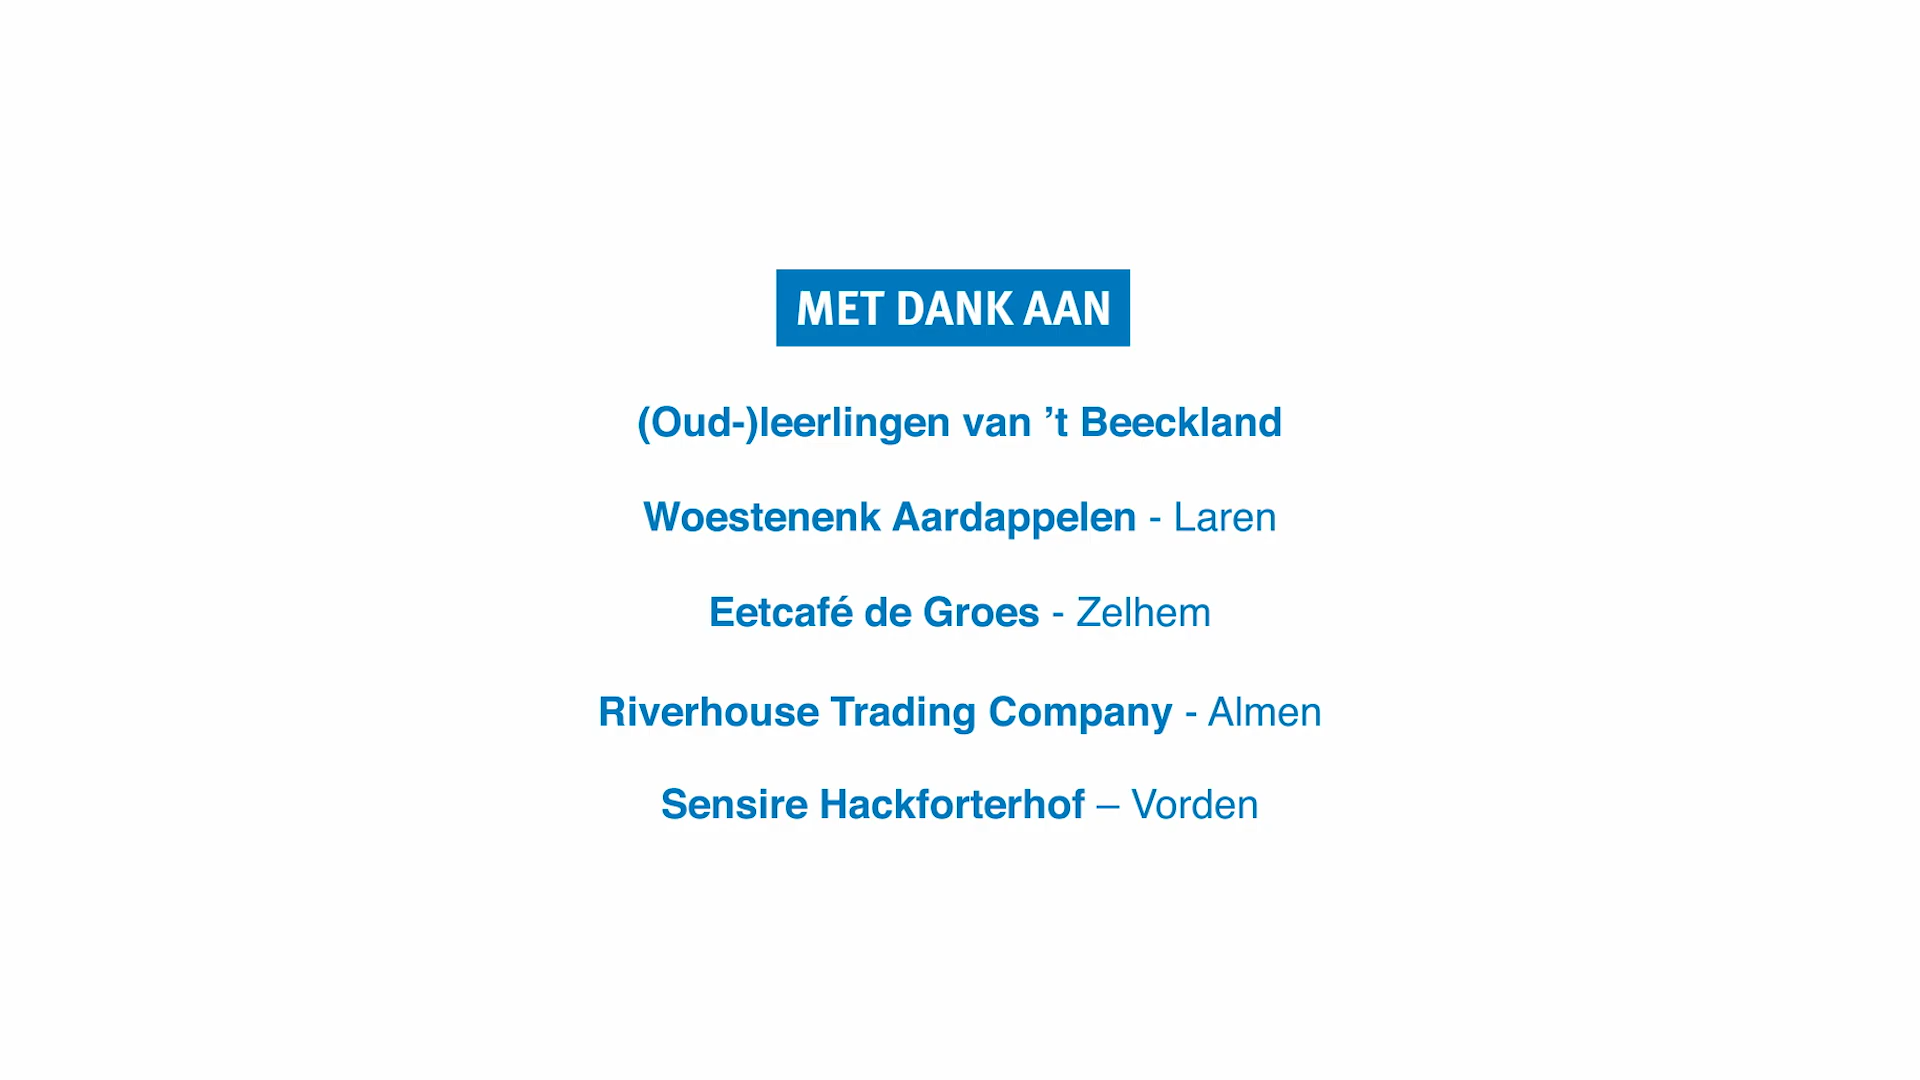 MET DANK AAN
(Oud-)leerlingen van ’t Beeckland
Woestenenk Aardappelen - Laren
Eetcafé de Groes - Zelhem
Riverhouse Trading Company - Almen
Sensire Hackforterhof – Vorden